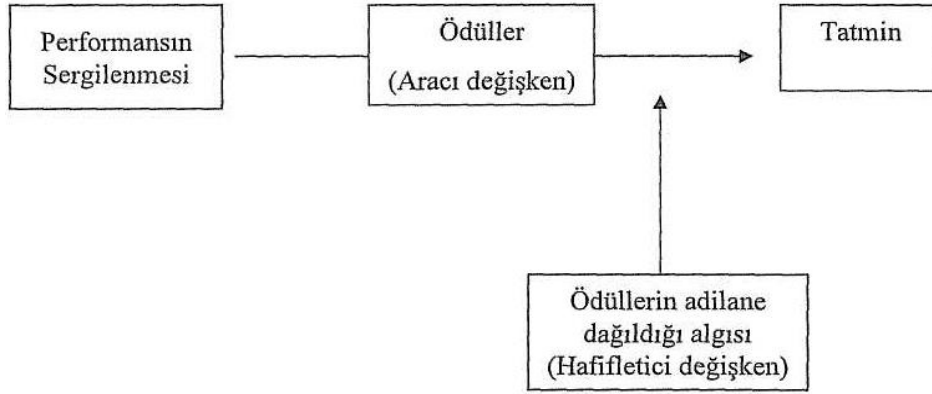 Performansın
Sergilenmesi
Ödüller
(Aracı değişken)
Tatmin
Ödüllerin adilane
dağıldığı algısı
(Hafifletici değişken)